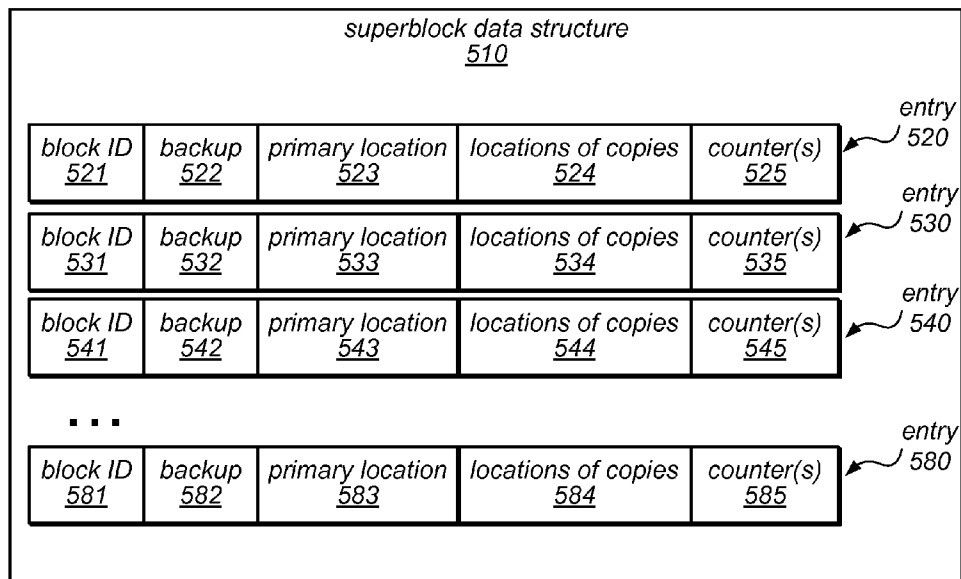 superblock data structure
510
entry
520
block ID backup primary location locations of copies counter(s)
521 522 523 524 525
entry
530
block ID backup primary location locations of copies counter(s)
531 532 533 534 535
entry
540
block ID backup primary location locations of copies counter(s)
541 542 543 544 545
...
entry
580
block ID backup primary location locations of copies counter(s)
581 582 583 584 585